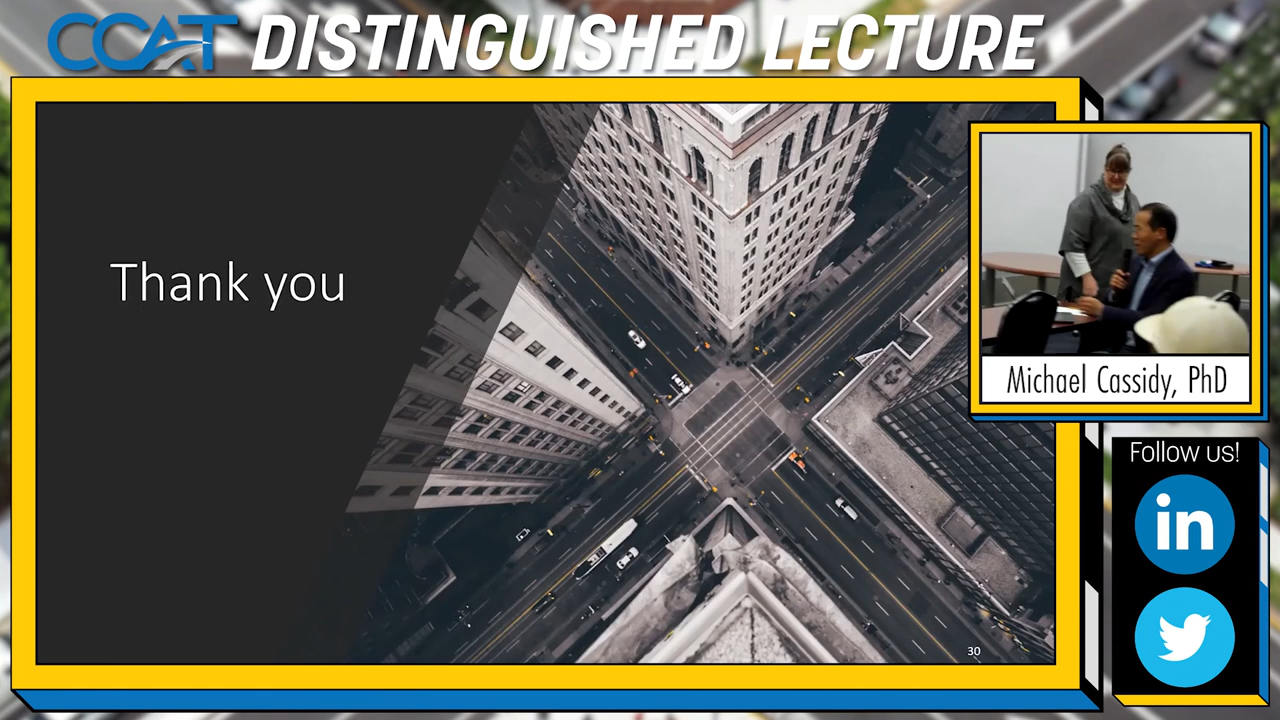 CCAT DISTINGUISHED LECTURE
Thank you
30
Michael Cassidy, PhD
Follow us!
in